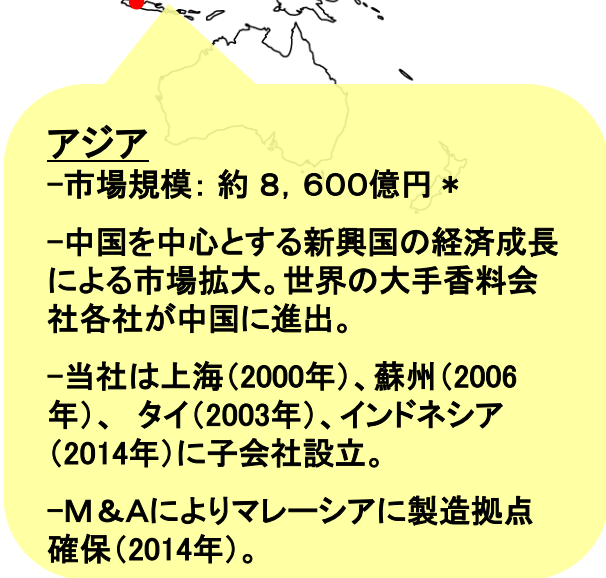 アジア
-市場規模： 約 ８，６００億円 *
-中国を中心とする新興国の経済成長
による市場拡大。世界の大手香料会
社各社が中国に進出。
-当社は上海（2000年）、蘇州（2006
年）、 タイ（2003年）、インドネシア
（2014年）に子会社設立。
-Ｍ＆Ａによりマレーシアに製造拠点
確保（2014年）。